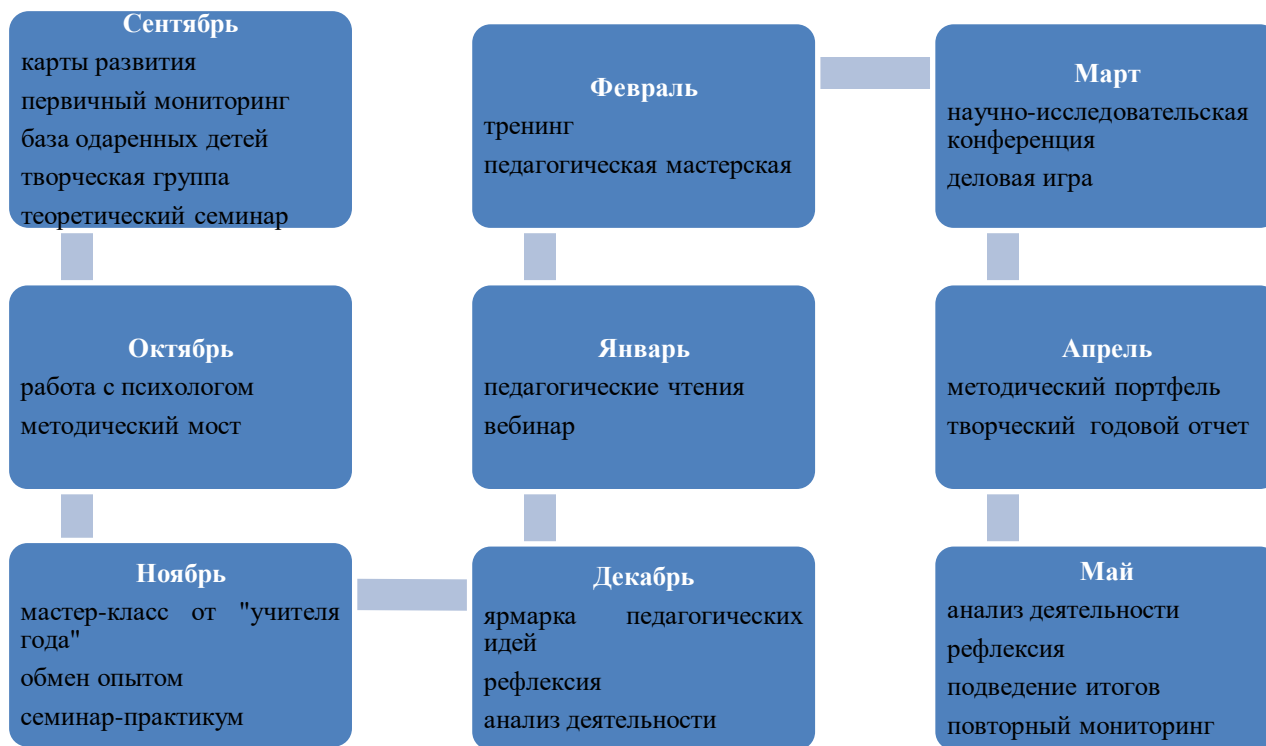 Сентябрь
карты развития
первичный мониторинг
база одаренных детей
творческая группа
теоретический семинар
Октябрь
работа с психологом
методический мост
Ноябрь
мастер-класс от "учителя
года"
обмен опытом
семинар-практикум
Декабрь
ярмарка педагогических
идей
рефлексия
анализ деятельности
Январь
педагогические чтения
вебинар
Февраль
тренинг
педагогическая мастерская
Март
научно-исследовательская
конференция
деловая игра
Апрель
методический портфель
творческий годовой отчет
Май
анализ деятельности
рефлексия
подведение итогов
повторный мониторинг